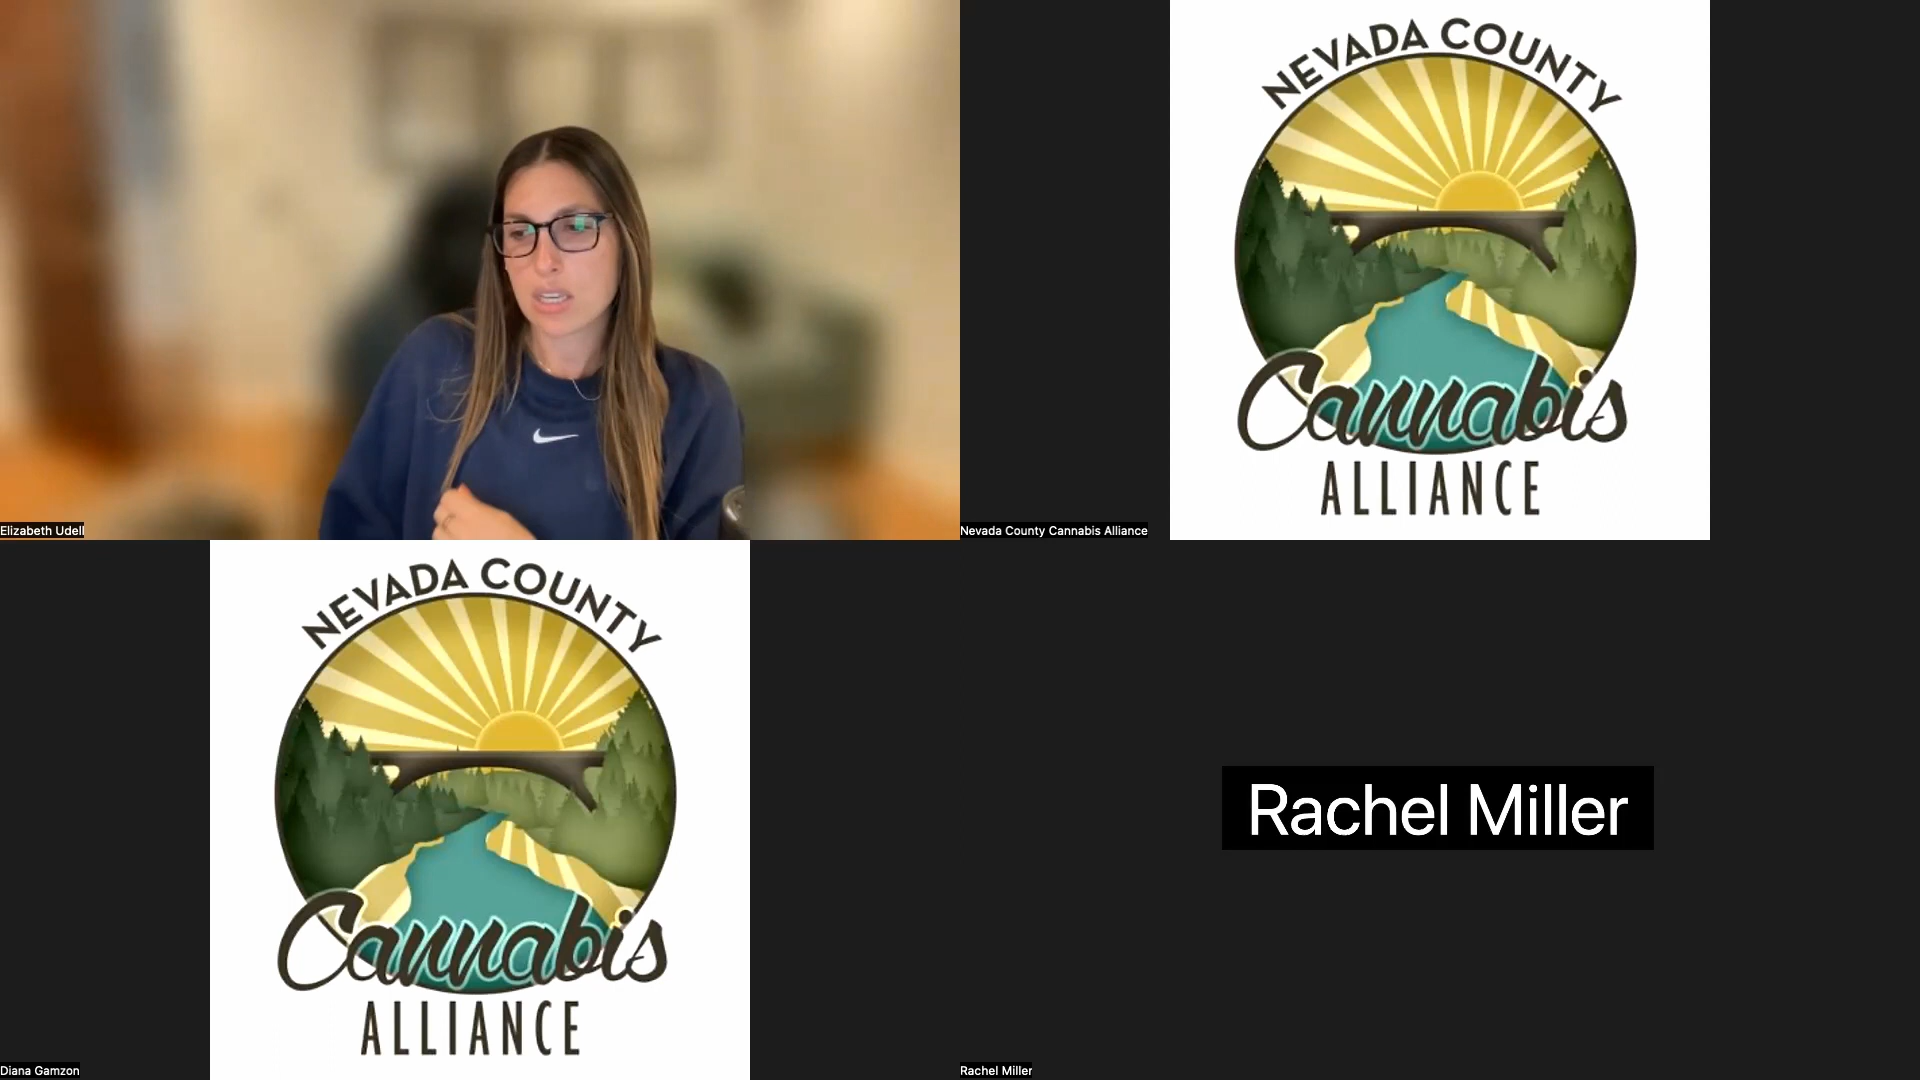 Elizabeth Udell
NEVADA COUNTY
Cannabis
ALLIANCE
Nevada County Cannabis Alliance
NEVADA COUNTY
Cannabis
ALLIANCE
Diana Gamzon
Rachel Miller
Rachel Miller